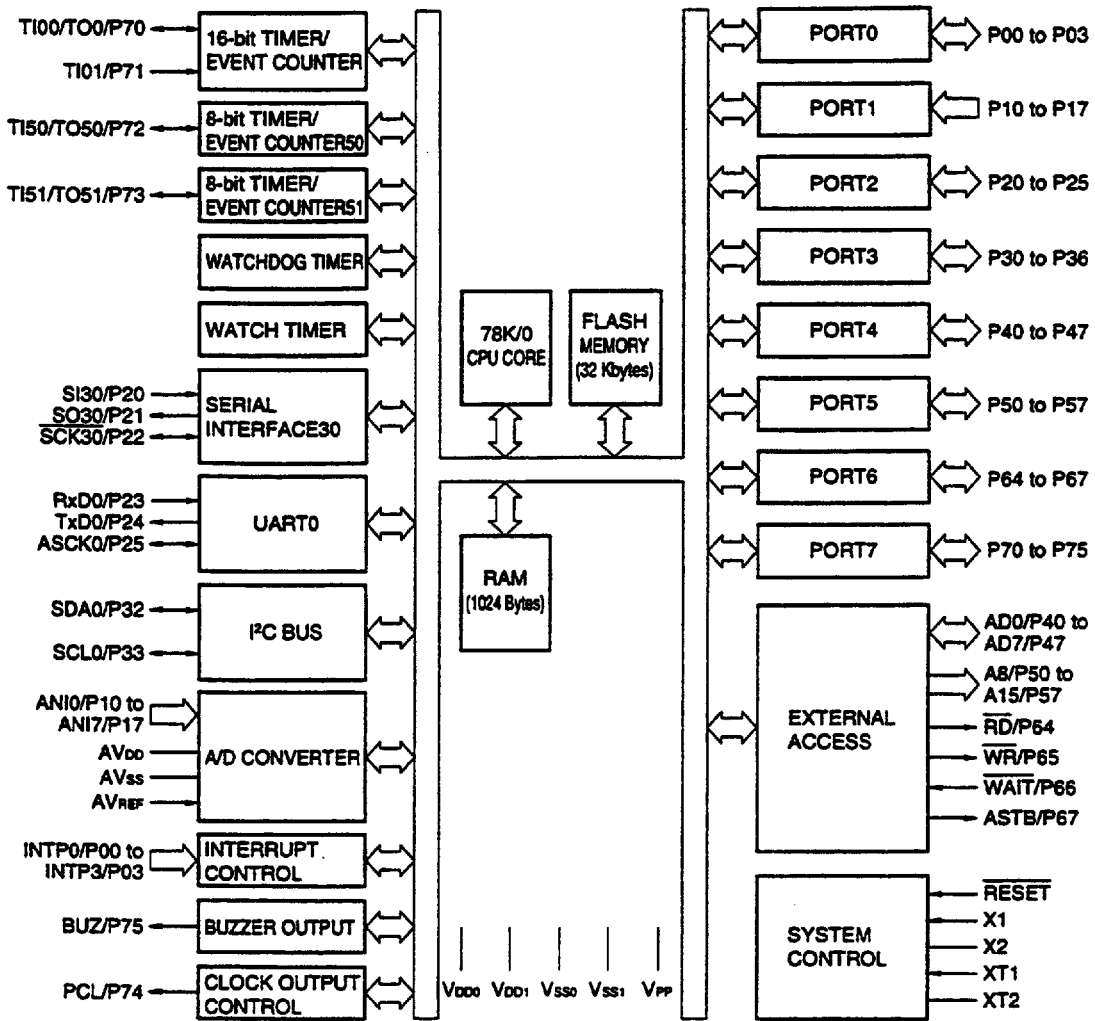 TI00/TO0/P70
TI01/P71
16-bit TIMER/
EVENT COUNTER
TI50/TO50/P72
8-bit TIMER/
EVENT COUNTER50
TI51/TO51/P73
8-bit TIMER/
EVENT COUNTER51
WATCHDOG TIMER
WATCH TIMER
SI30/P20
SO30/P21
SCK30/P22
SERIAL
INTERFACE30
RxD0/P23
TxD0/P24
ASCK0/P25
UART0
SDA0/P32
SCL0/P33
I²C BUS
ANI0/P10 to
ANI7/P17
AVDD
AVSS
AVREF
A/D CONVERTER
INTP0/P00 to
INTP3/P03
INTERRUPT
CONTROL
BUZ/P75
BUZZER OUTPUT
PCL/P74
CLOCK OUTPUT
CONTROL
78K/0
CPU CORE
FLASH
MEMORY
(32 Kbytes)
RAM
(1024 Bytes)
VDD0 VDD1 VSS0 VSS1 VPP
PORT0
P00 to P03
PORT1
P10 to P17
PORT2
P20 to P25
PORT3
P30 to P36
PORT4
P40 to P47
PORT5
P50 to P57
PORT6
P64 to P67
PORT7
P70 to P75
EXTERNAL
ACCESS
AD0/P40 to
AD7/P47
A8/P50 to
A15/P57
RD/P64
WR/P65
WAIT/P66
ASTB/P67
SYSTEM
CONTROL
RESET
X1
X2
XT1
XT2